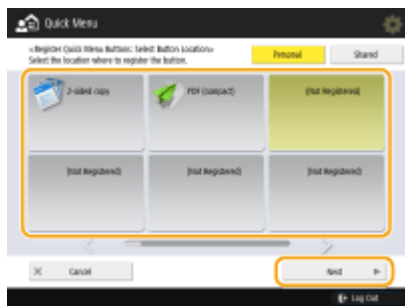 Quick Menu
<Register Quick Menu Buttons: Select Button Location>
Select the location where to register the button.
Personal
Shared
2-sided copy
PDF (compact)
(Not Registered)
(Not Registered)
(Not Registered)
(Not Registered)
Cancel
Next
Log Out